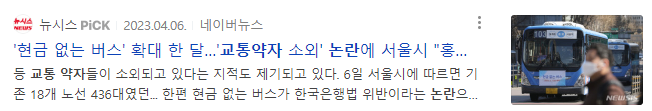 뉴시스 PiCK 2023.04.06. 네이버뉴스
'현금 없는 버스' 확대 한 달...'교통약자 소외' 논란에 서울시 "홍...
등 교통 약자들이 소외되고 있다는 지적도 제기되고 있다. 6일 서울시에 따르면 기
존 18개 노선 436대였던... 한편 현금 없는 버스가 한국은행법 위반이라는 논란으...